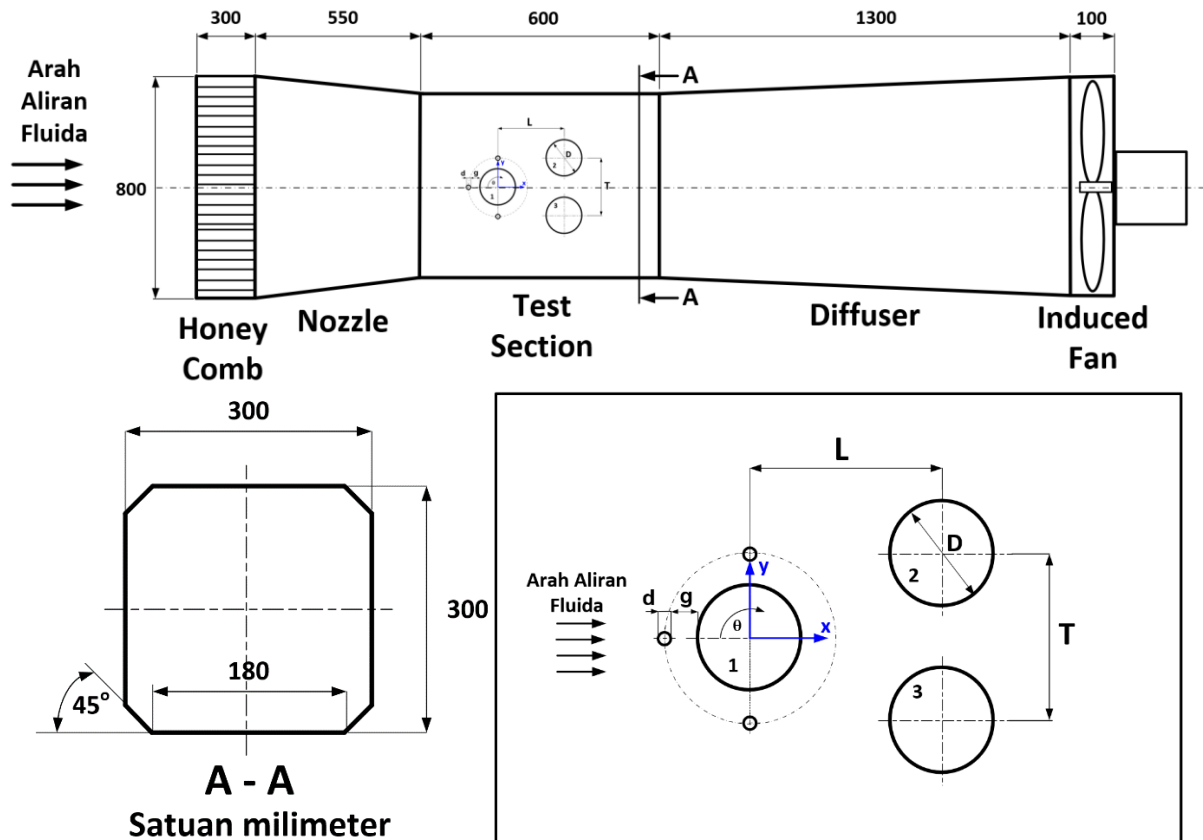 300
550
600
1300
100
Arah
Aliran
Fluida
A
L
D
y
2
d
g
θ
x
T
1
3
800
A
Honey
Comb
Nozzle
Test
Section
Diffuser
Induced
Fan
300
300
180
45°
A - A
Satuan milimeter
L
D
2
Arah Aliran
Fluida
y
d
g
θ
x
T
1
3